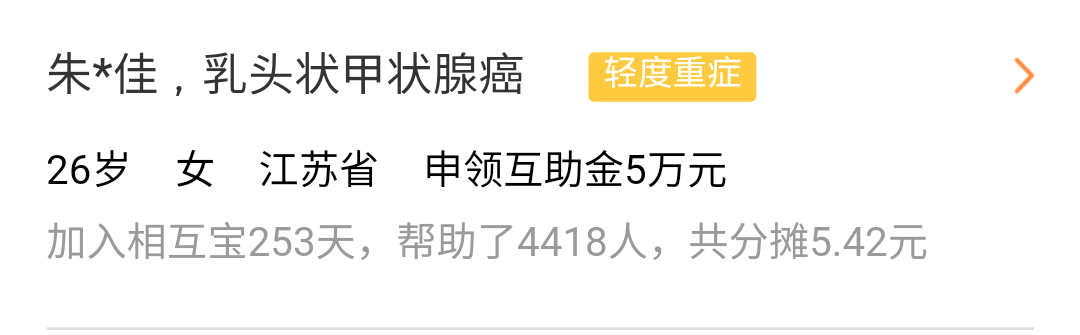 朱*佳，乳头状甲状腺癌 轻度重症
26岁 女 江苏省 申领互助金5万元
加入相互宝253天，帮助了4418人，共分摊5.42元